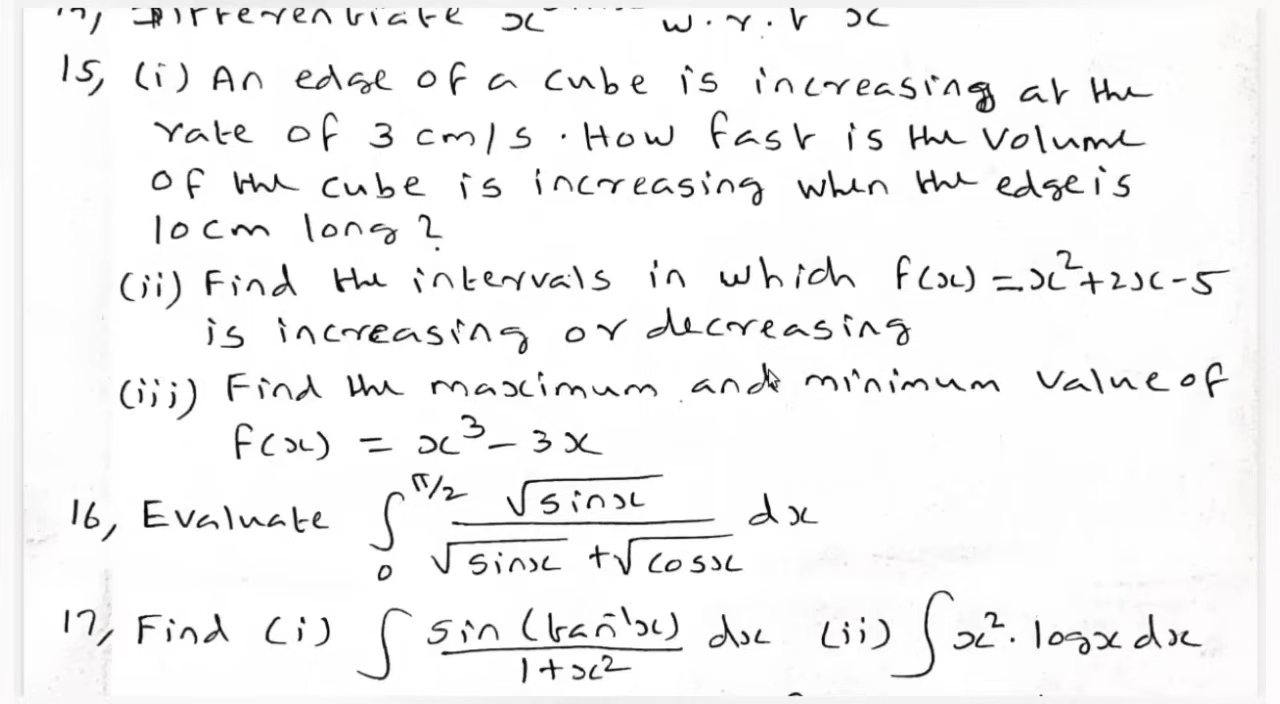 Differentiate x w.r.t x
15, (i) An edge of a cube is increasing at the
rate of 3 cm/s. How fast is the volume
of the cube is increasing when the edge is
10cm long?
(ii) Find the intervals in which f(x) = x²+2x-5
is increasing or decreasing
(iii) Find the maximum and minimum value of
f(x) = x³-3x
16, Evaluate ∫₀^(π/2) √sinx / (√sinx + √cosx) dx
17, Find (i) ∫ sin(tan⁻¹x) / (1+x²) dx (ii) ∫ x². logx dx